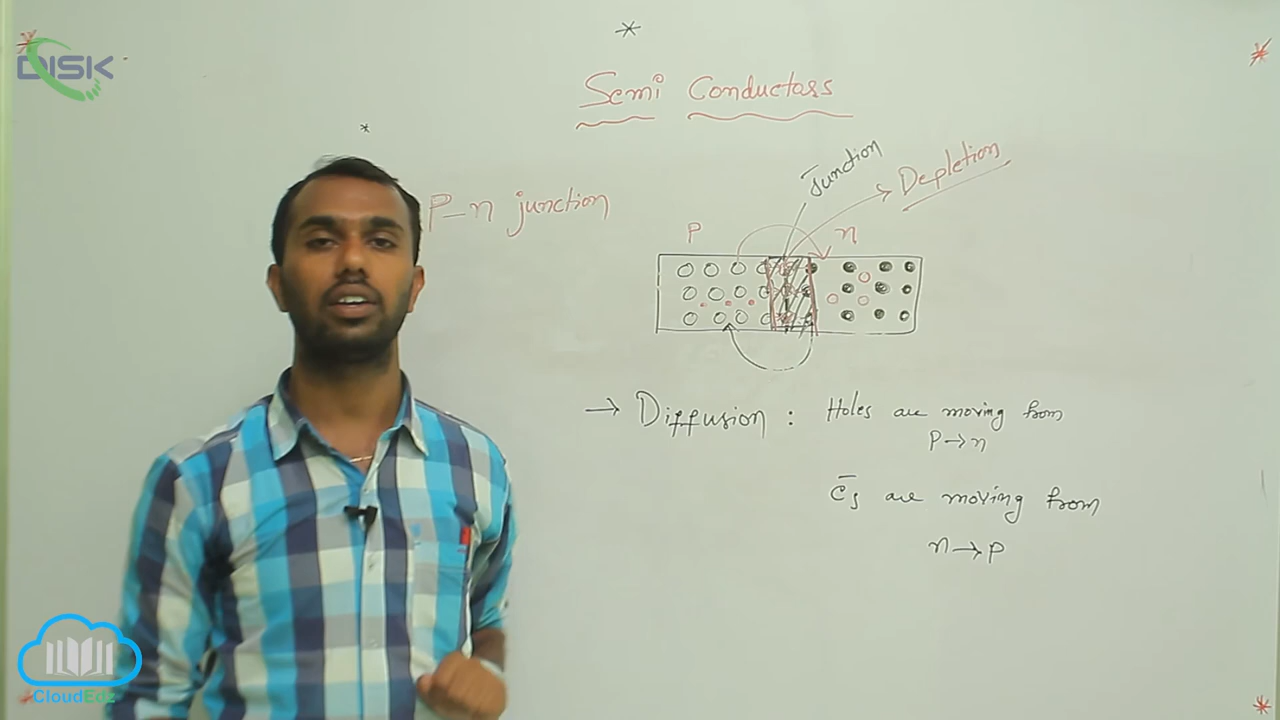 DISK
Semi Conductors
Junction
Depletion
P-n junction
P
n
→ Diffusion : Holes are moving from
P→n
e̅s are moving from
n→p
CloudEdz